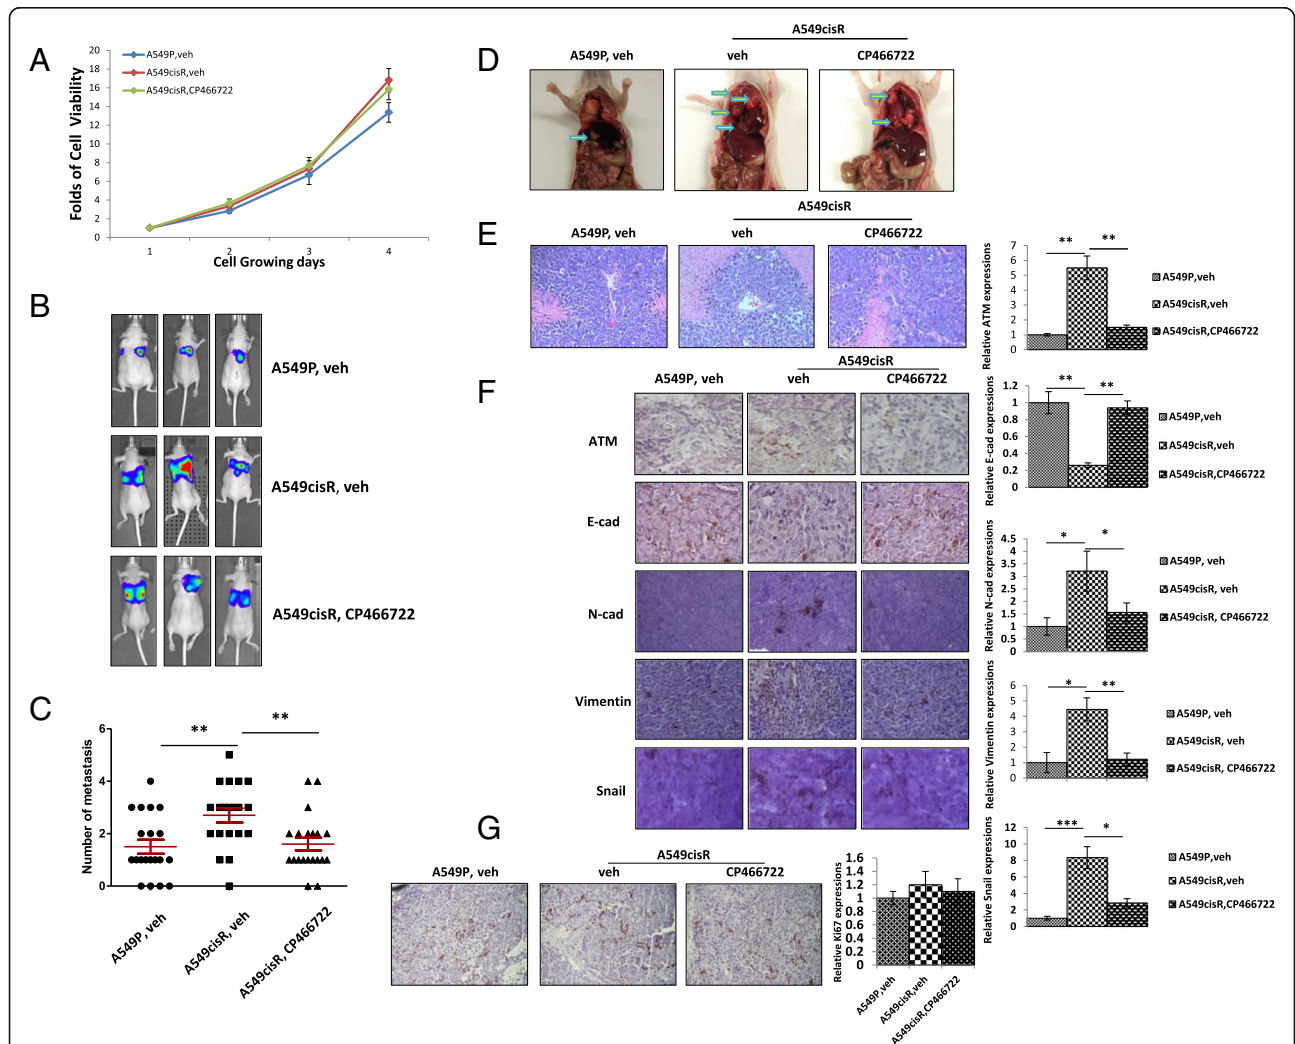 A
Folds of Cell Viability
20
18
16
14
12
10
8
6
4
2
0
A549P,veh
A549cisR,veh
A549cisR,CP466722
1 2 3 4
Cell Growing days
B
A549P, veh
A549cisR, veh
A549cisR, CP466722
C
Number of metastasis
6
4
2
0
** **
A549P, veh
A549cisR, veh
A549cisR, CP466722
D
A549cisR
A549P, veh veh CP466722
E
A549cisR
A549P, veh veh CP466722
Relative ATM expressions
7
6
5
4
3
2
1
0
** **
A549P,veh
A549cisR,veh
A549cisR,CP466722
F
A549cisR
A549P, veh veh CP466722
ATM
E-cad
N-cad
Vimentin
Snail
Relative E-cad expressions
1.2
1
0.8
0.6
0.4
0.2
0
** **
A549P,veh
A549cisR,veh
A549cisR,CP466722
Relative N-cad expressions
4.5
4
3.5
3
2.5
2
1.5
1
0.5
0
* *
A549P, veh
A549cisR, veh
A549cisR, CP466722
Relative Vimentin expressions
6
5
4
3
2
1
0
* **
A549P, veh
A549cisR, veh
A549cisR, CP466722
Relative Snail expressions
12
10
8
6
4
2
0
*** *
A549P,veh
A549cisR,veh
A549cisR,CP466722
G
A549cisR
A549P, veh veh CP466722
Relative Ki67 expressions
1.6
1.4
1.2
1
0.8
0.6
0.4
0.2
0
A549P,veh
A549cisR,veh
A549cisR,CP466722